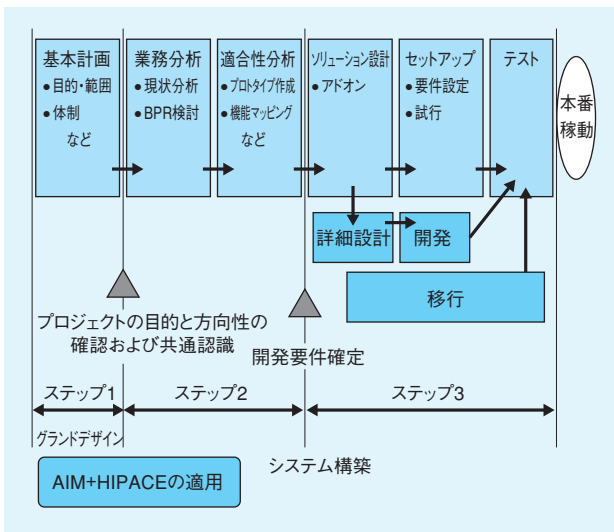 基本計画
●目的・範囲
●体制
など
業務分析
●現状分析
●BPR検討
適合性分析
●プロトタイプ作成
●機能マッピング
など
ソリューション設計
●アドオン
セットアップ
●要件設定
●試行
テスト
本番
稼動
詳細設計
開発
移行
プロジェクトの目的と方向性の
確認および共通認識
開発要件確定
ステップ1
ステップ2
ステップ3
グランドデザイン
システム構築
AIM+HIPACEの適用